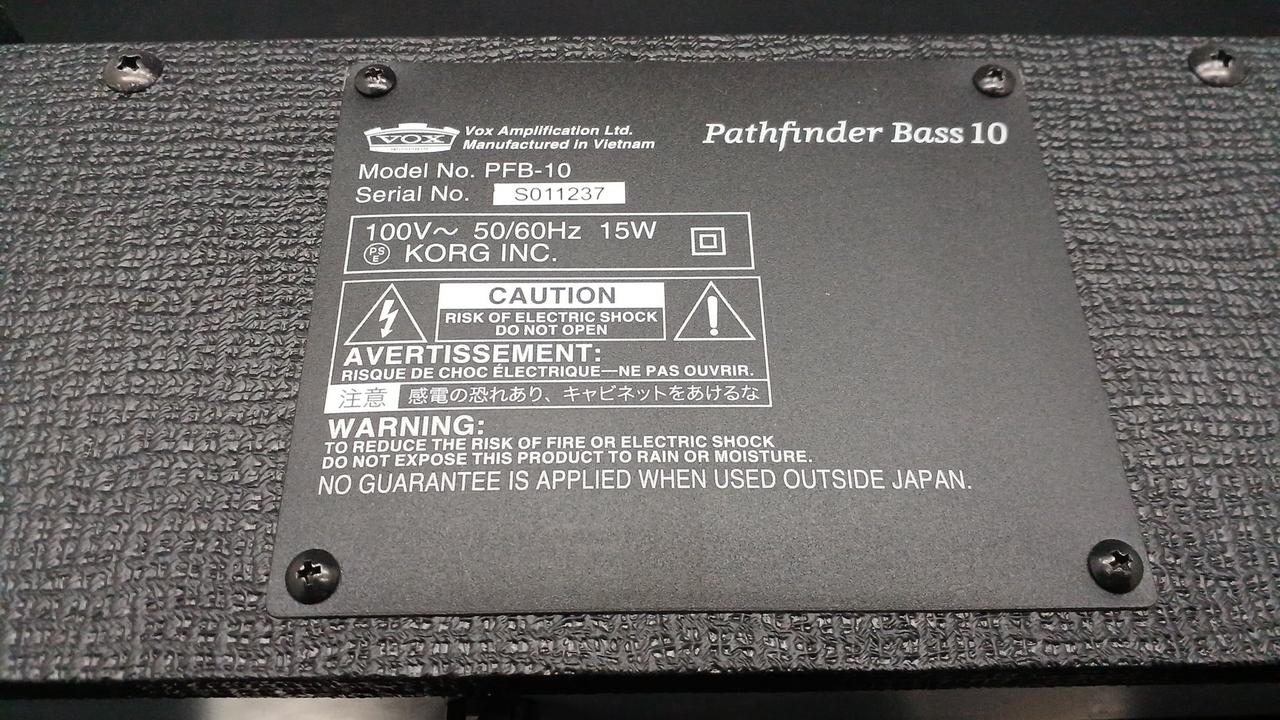 VOX
Vox Amplification Ltd.
Manufactured in Vietnam
Pathfinder Bass 10
Model No. PFB-10
Serial No. S011237
100V～ 50/60Hz 15W
PS E KORG INC.
CAUTION
RISK OF ELECTRIC SHOCK
DO NOT OPEN
AVERTISSEMENT:
RISQUE DE CHOC ÉLECTRIQUE—NE PAS OUVRIR.
注意 感電の恐れあり、キャビネットをあけるな
WARNING:
TO REDUCE THE RISK OF FIRE OR ELECTRIC SHOCK
DO NOT EXPOSE THIS PRODUCT TO RAIN OR MOISTURE.
NO GUARANTEE IS APPLIED WHEN USED OUTSIDE JAPAN.